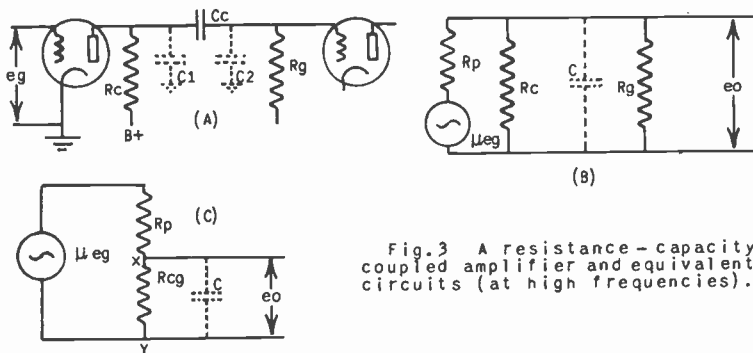 eg
Rc
B+
C1
Cc
C2
Rg
(A)
Rp
μeg
Rc
C
Rg
eo
(B)
(C)
μeg
Rp
X
Rcg
C
eo
Y
Fig.3 A resistance-capacity
coupled amplifier and equivalent
circuits (at high frequencies).